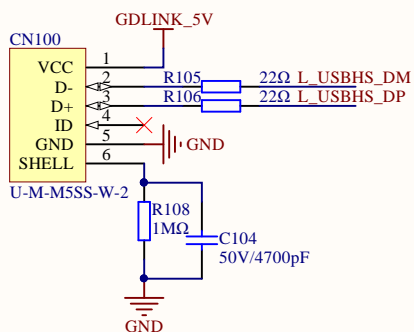 CN100
GDLINK_5V
VCC 1
D- 2 R105 22Ω L_USBHS_DM
D+ 3 R106 22Ω L_USBHS_DP
ID 4
GND 5 GND
SHELL 6
U-M-M5SS-W-2
R108
1MΩ
C104
50V/4700pF
GND